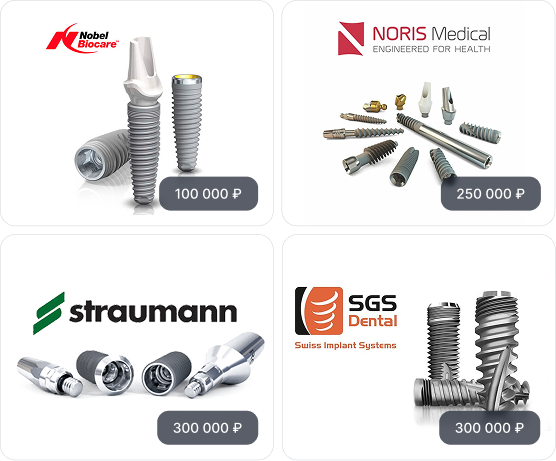 Nobel
Biocare™
100 000 ₽
NORIS Medical
ENGINEERED FOR HEALTH
250 000 ₽
straumann
300 000 ₽
SGS
Dental
Swiss Implant Systems
300 000 ₽